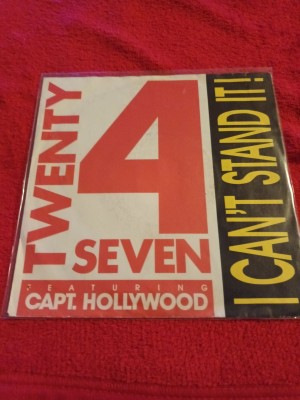 TWENTY
4
SEVEN
FEATURING
CAPT. HOLLYWOOD
I CAN'T STAND IT!